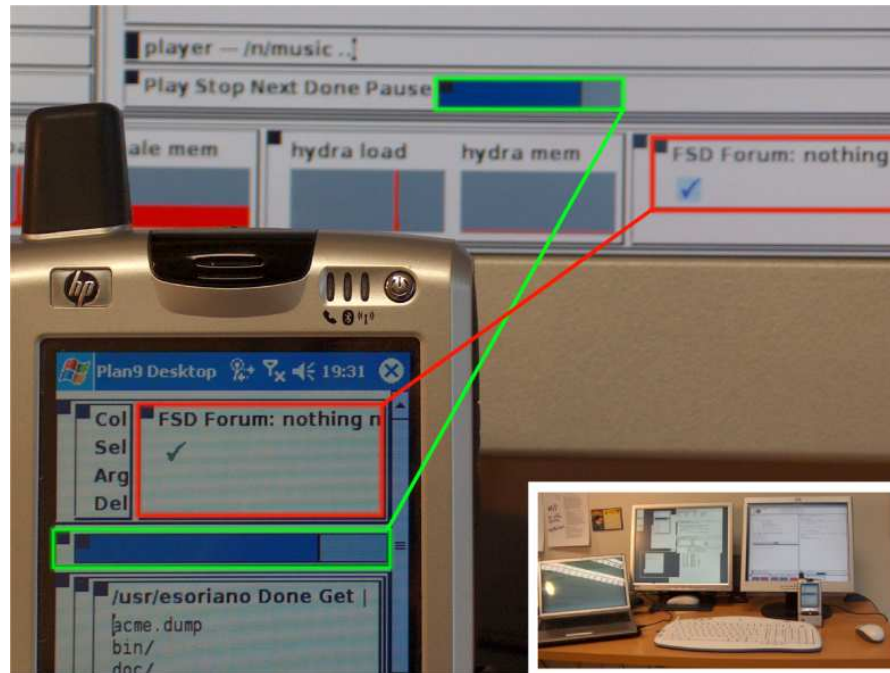 player — /n/music ..
Play Stop Next Done Pause
ale mem
hydra load
hydra mem
FSD Forum: nothing
hp
Plan9 Desktop
19:31
Col
Sel
Arg
Del
FSD Forum: nothing n
/usr/esoriano Done Get |
acme.dump
bin/
doc/